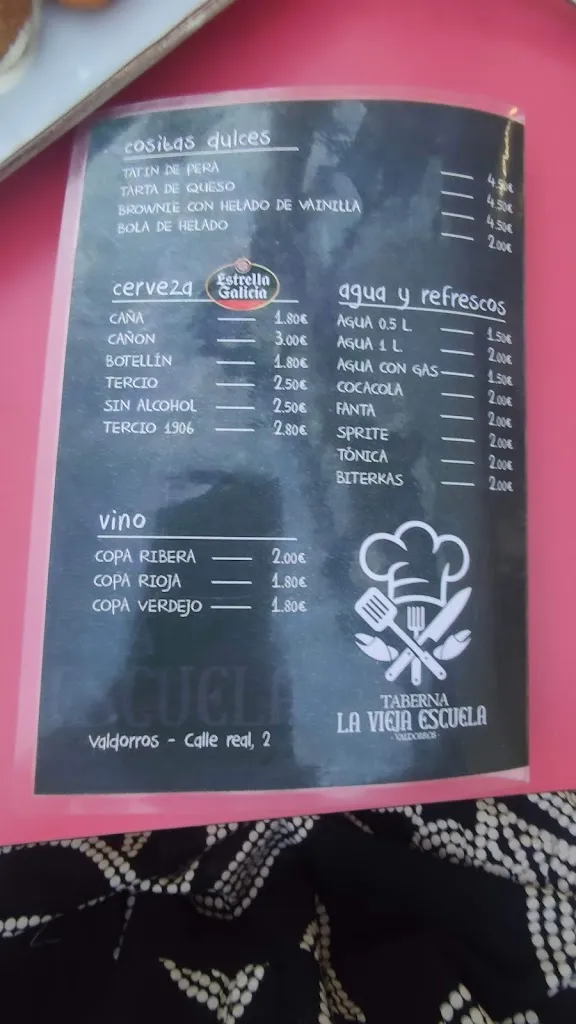 cositas dulces
TATIN DE PERA — 4.50€
TARTA DE QUESO — 4.50€
BROWNIE CON HELADO DE VAINILLA — 4.50€
BOLA DE HELADO — 2.00€
cerveza Estrella Galicia
CAÑA — 1.80€
CAÑON — 3.00€
BOTELLÍN — 1.80€
TERCIO — 2.50€
SIN ALCOHOL — 2.50€
TERCIO 1906 — 2.80€
agua y refrescos
AGUA 0.5 L — 1.50€
AGUA 1 L — 2.00€
AGUA CON GAS — 1.50€
COCACOLA — 2.00€
FANTA — 2.00€
SPRITE — 2.00€
TÓNICA — 2.00€
BITERKAS — 2.00€
vino
COPA RIBERA — 2.00€
COPA RIOJA — 1.80€
COPA VERDEJO — 1.80€
ESCUELA
Valdorros - Calle real, 2
TABERNA
LA VIEJA ESCUELA
- VALDORROS -